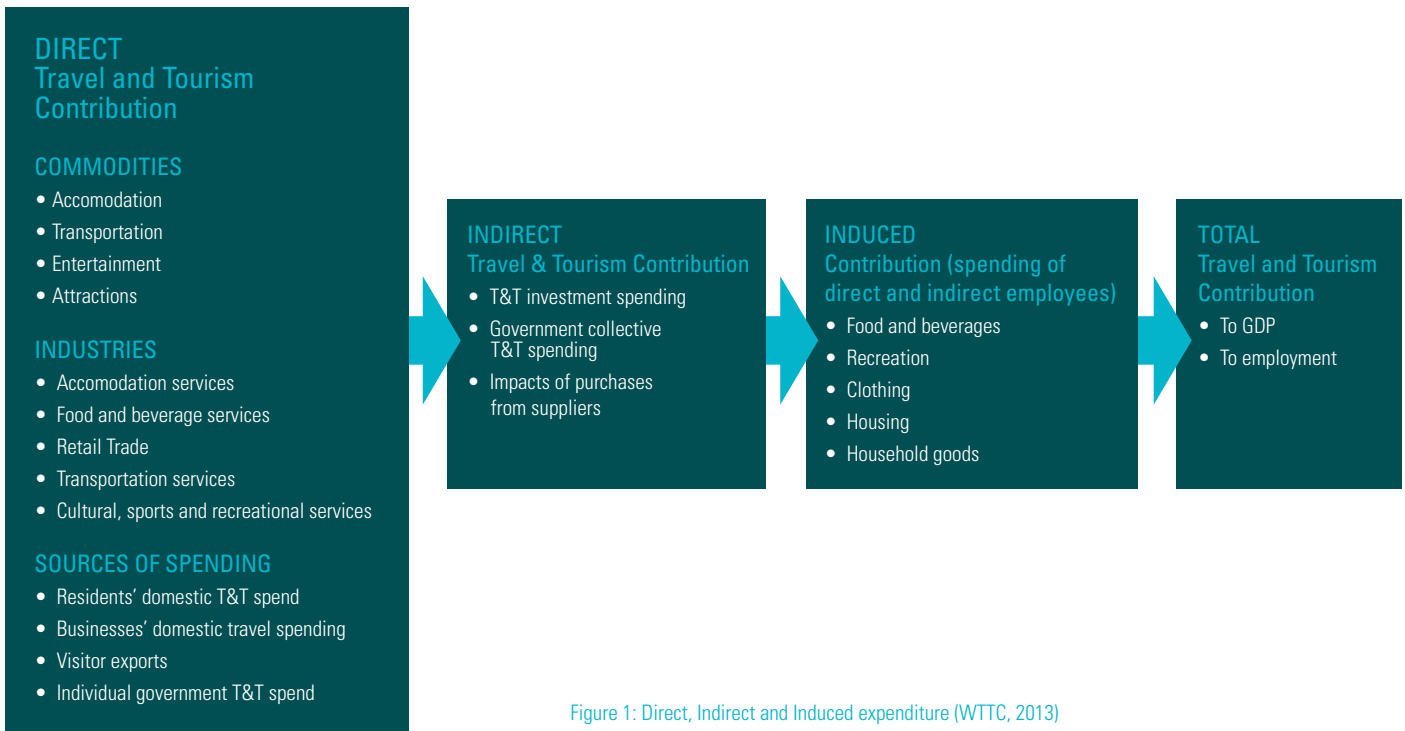 DIRECT
Travel and Tourism
Contribution
COMMODITIES
• Accomodation
• Transportation
• Entertainment
• Attractions
INDUSTRIES
• Accomodation services
• Food and beverage services
• Retail Trade
• Transportation services
• Cultural, sports and recreational services
SOURCES OF SPENDING
• Residents’ domestic T&T spend
• Businesses’ domestic travel spending
• Visitor exports
• Individual government T&T spend
INDIRECT
Travel & Tourism Contribution
• T&T investment spending
• Government collective
T&T spending
• Impacts of purchases
from suppliers
INDUCED
Contribution (spending of
direct and indirect employees)
• Food and beverages
• Recreation
• Clothing
• Housing
• Household goods
TOTAL
Travel and Tourism
Contribution
• To GDP
• To employment
Figure 1: Direct, Indirect and Induced expenditure (WTTC, 2013)